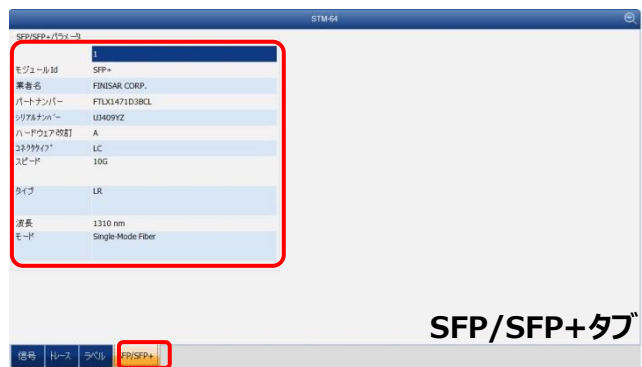 STM-64
SFP/SFP+パラメータ
1
モジュールId SFP+
業者名 FINISAR CORP.
パートナンバー FTLX1471D3BCL
シリアルナンバー UJ409YZ
ハードウェア改訂 A
コネクタタイプ LC
スピード 10G
タイプ LR
波長 1310 nm
モード Single-Mode Fiber
SFP/SFP+タブ
信号 トレース ラベル FP/SFP+